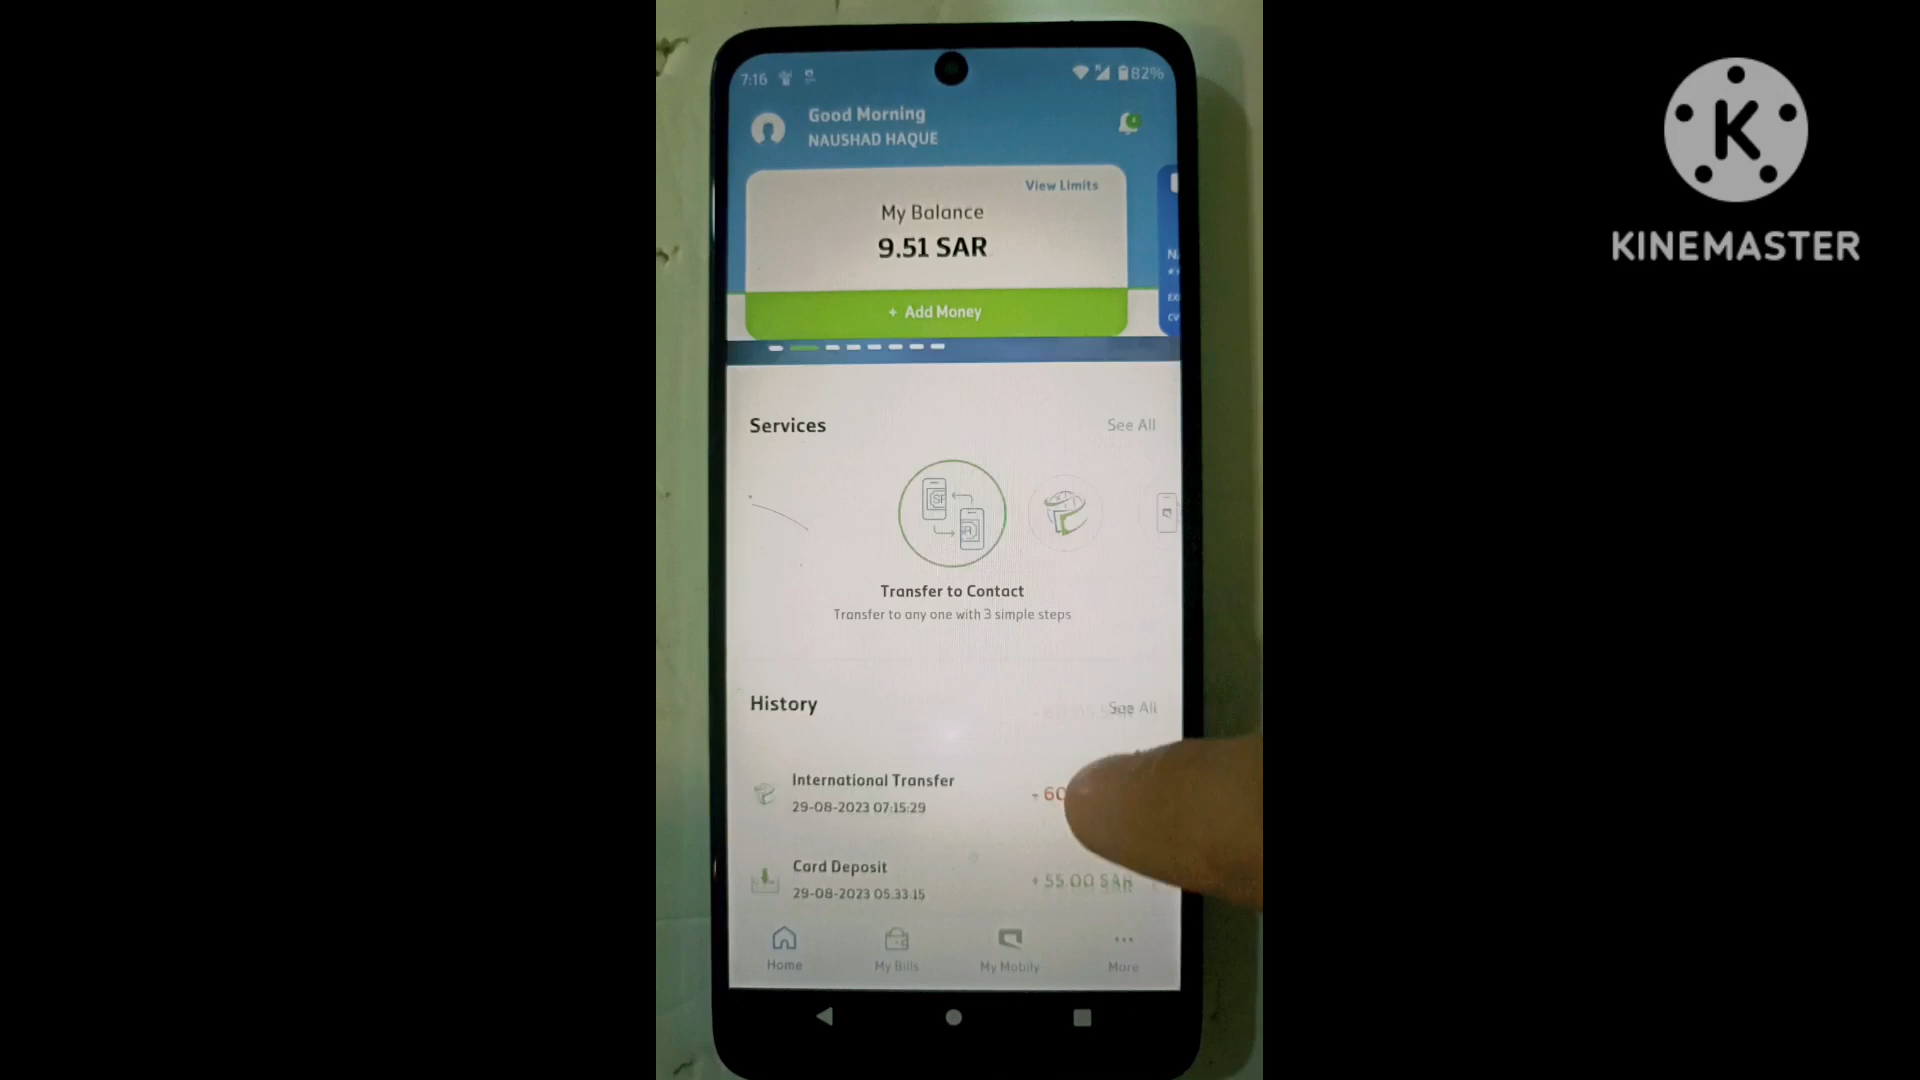 7:16
82%
Good Morning
NAUSHAD HAQUE
View Limits
My Balance
9.51 SAR
+ Add Money
Services
See All
Transfer to Contact
Transfer to any one with 3 simple steps
History
See All
International Transfer
- 60
29-08-2023 07:15:29
Card Deposit
+ 55.00 SAR
29-08-2023 05:33:15
Home
My Bills
My Mobily
More
K
KINEMASTER